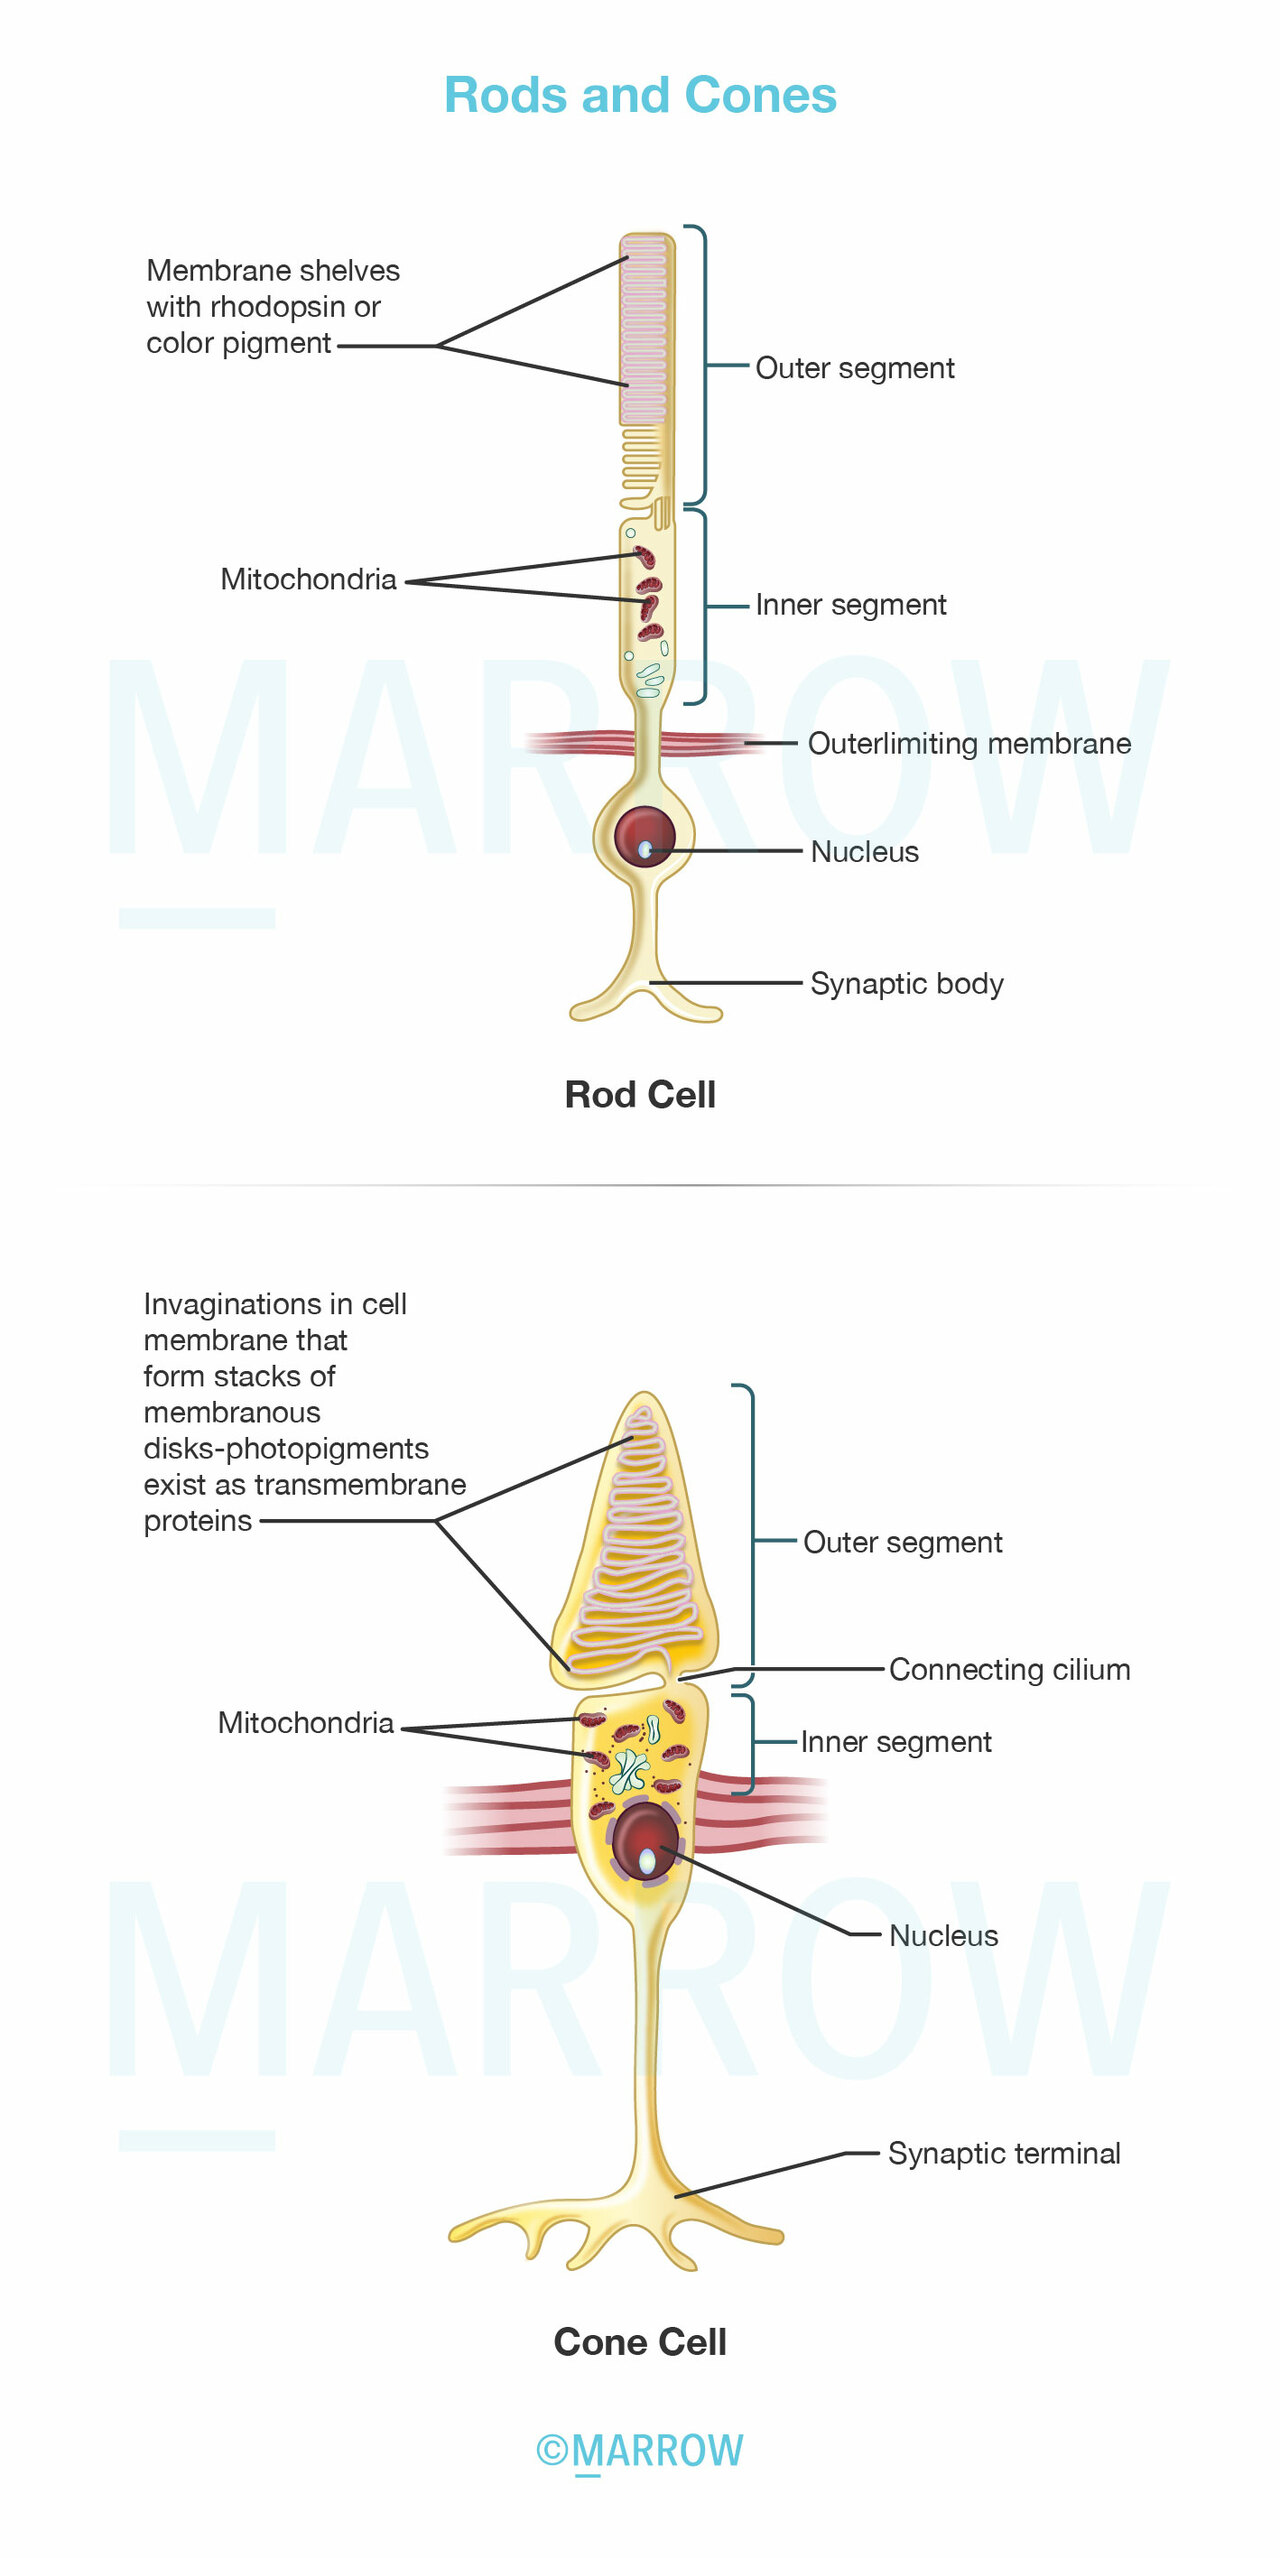 Rods and Cones
Membrane shelves
with rhodopsin or
color pigment
Outer segment
Mitochondria
Inner segment
MARROW
Outerlimiting membrane
Nucleus
Synaptic body
Rod Cell
Invaginations in cell
membrane that
form stacks of
membranous
disks-photopigments
exist as transmembrane
proteins
Outer segment
Connecting cilium
Mitochondria
Inner segment
MARROW
Nucleus
Synaptic terminal
Cone Cell
©MARROW